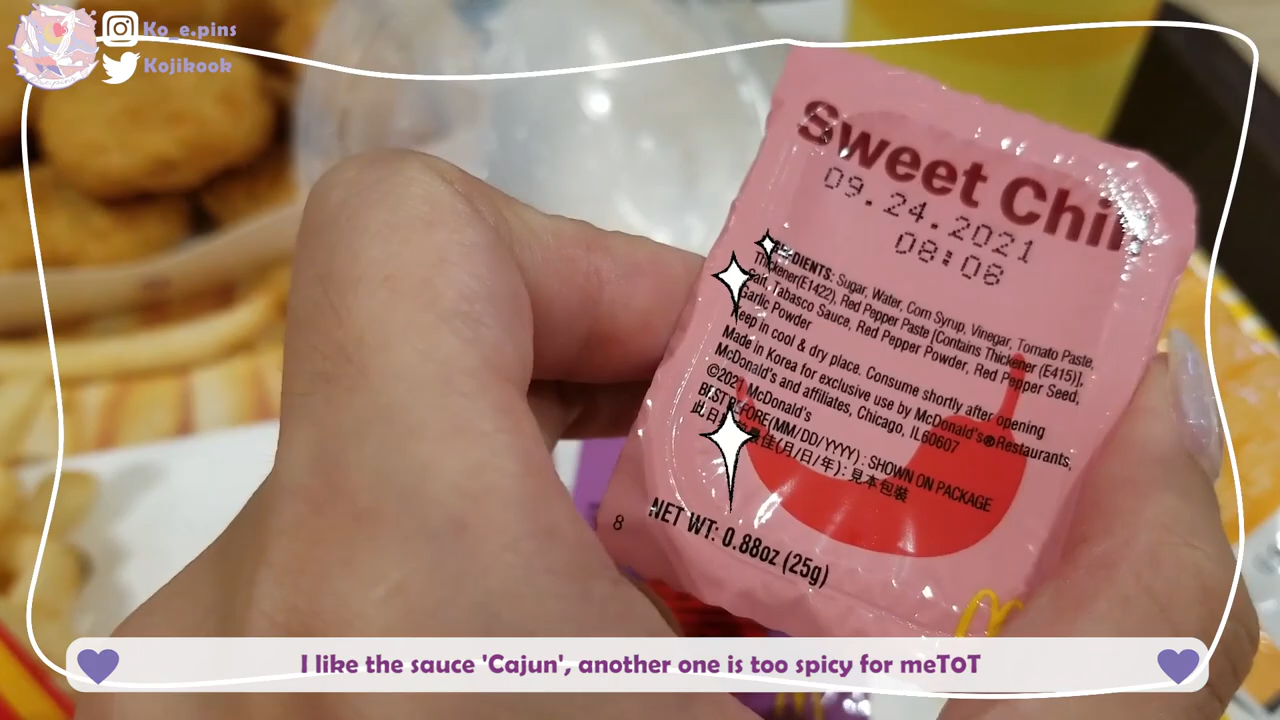 Ko_e.pins
Kojikook
Sweet Chili
09.24.2021
08:08
INGREDIENTS: Sugar, Water, Corn Syrup, Vinegar, Tomato Paste,
Thickener(E1422), Red Pepper Paste [Contains Thickener (E415)],
Salt, Tabasco Sauce, Red Pepper Powder, Red Pepper Seed,
Garlic Powder
Keep in cool & dry place. Consume shortly after opening
Made in Korea for exclusive use by McDonald's® Restaurants,
McDonald's and affiliates, Chicago, IL60607
©2021 McDonald's
BEST BEFORE(MM/DD/YYYY) : SHOWN ON PACKAGE
此日 佳(月/日/年): 見本包裝
8
NET WT: 0.88oz (25g)
I like the sauce 'Cajun', another one is too spicy for meTOT